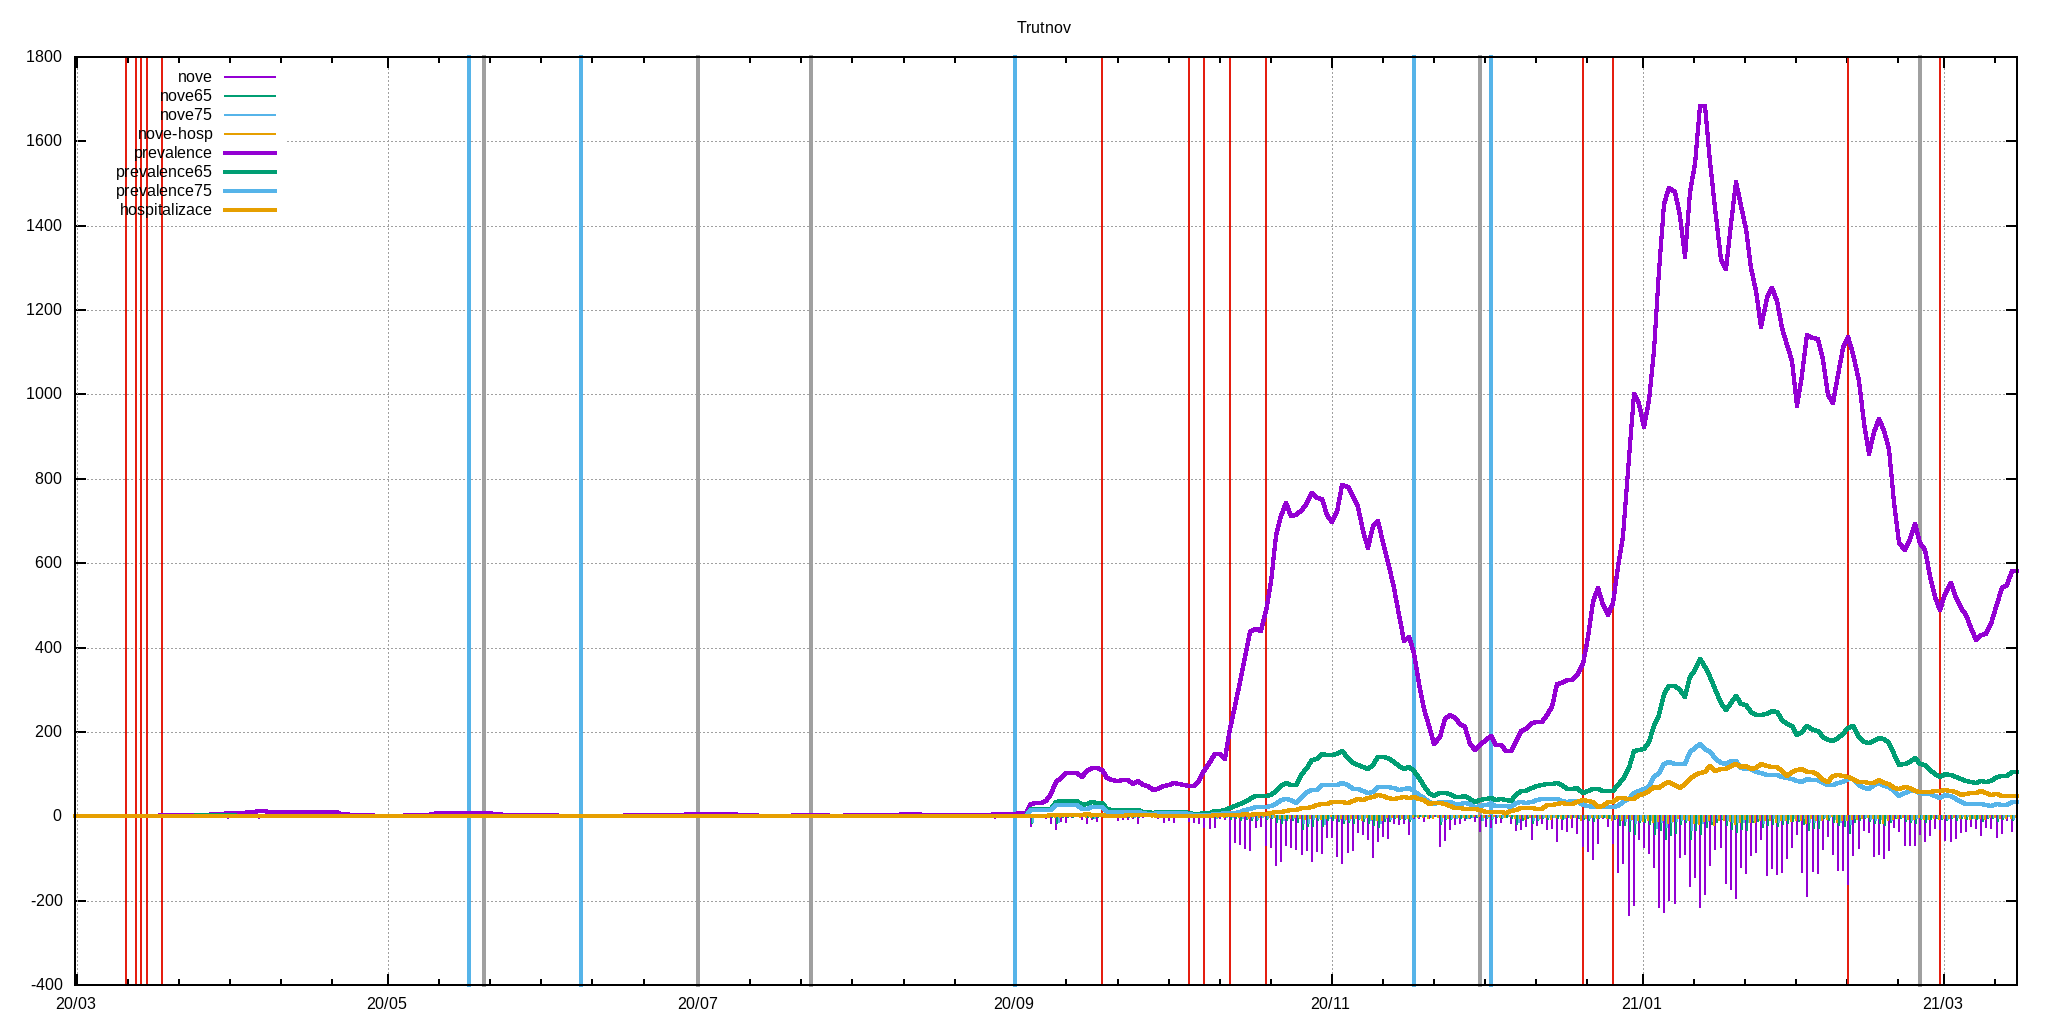 Trutnov
1800
1600
1400
1200
1000
800
600
400
200
0
-200
-400
nove
nove65
nove75
nove-hosp
prevalence
prevalence65
prevalence75
hospitalizace
20/03
20/05
20/07
20/09
20/11
21/01
21/03